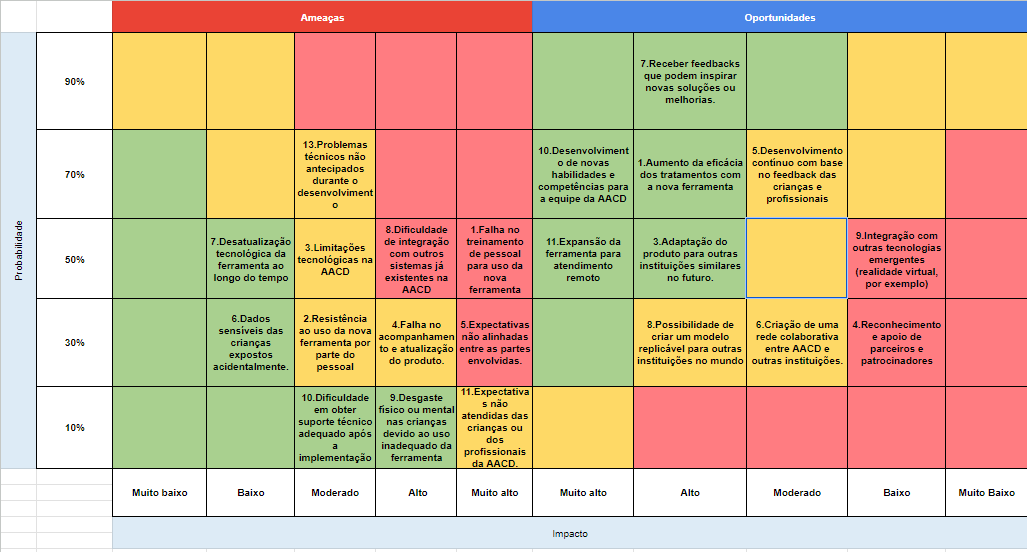 Ameaças
Oportunidades
Probabilidade
90%
7.Receber feedbacks
que podem inspirar
novas soluções ou
melhorias.
70%
13.Problemas
técnicos não
antecipados
durante o
desenvolviment
o
10.Desenvolviment
o de novas
habilidades e
competências para
a equipe da AACD
1.Aumento da eficácia
dos tratamentos com
a nova ferramenta
5.Desenvolvimento
contínuo com base
no feedback das
crianças e
profissionais
50%
7.Desatualização
tecnológica da
ferramenta ao
longo do tempo
3.Limitações
tecnológicas na
AACD
8.Dificuldade
de integração
com outros
sistemas já
existentes na
AACD
1.Falha no
treinamento
de pessoal
para uso da
nova
ferramenta
11.Expansão da
ferramenta para
atendimento
remoto
3.Adaptação do
produto para outras
instituições similares
no futuro.
9.Integração com
outras tecnologias
emergentes
(realidade virtual,
por exemplo)
30%
6.Dados
sensíveis das
crianças
expostos
acidentalmente.
2.Resistência
ao uso da nova
ferramenta por
parte do
pessoal
4.Falha no
acompanhament
o e atualização
do produto.
5.Expectativas
não alinhadas
entre as partes
envolvidas.
8.Possibilidade de
criar um modelo
replicável para outras
instituições no mundo
6.Criação de uma
rede colaborativa
entre AACD e
outras instituições.
4.Reconhecimento
e apoio de
parceiros e
patrocinadores
10%
10.Dificuldade
em obter
suporte técnico
adequado após
a
implementação
9.Desgaste
físico ou mental
nas crianças
devido ao uso
inadequado da
ferramenta
11.Expectativa
s não
atendidas das
crianças ou
dos
profissionais
da AACD.
Muito baixo
Baixo
Moderado
Alto
Muito alto
Muito alto
Alto
Moderado
Baixo
Muito Baixo
Impacto